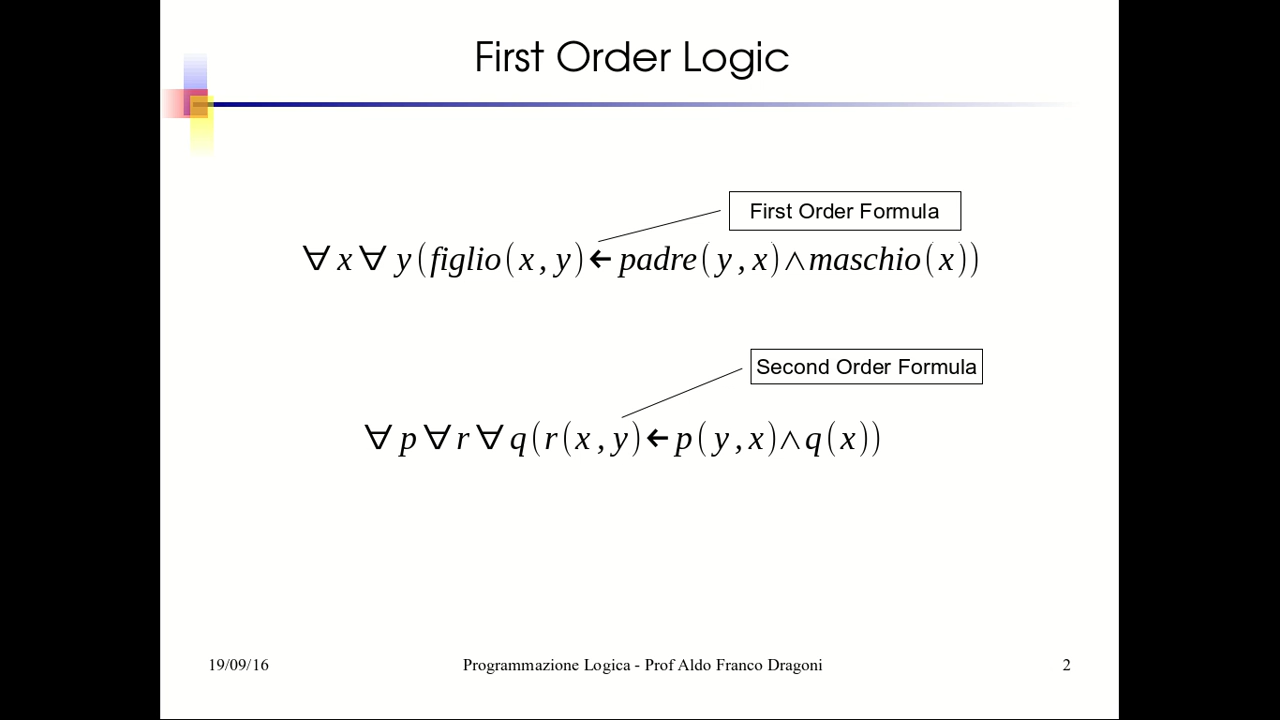 First Order Logic
First Order Formula
∀ x ∀ y (figlio(x, y) ← padre(y, x) ∧ maschio(x))
Second Order Formula
∀ p ∀ r ∀ q (r(x, y) ← p(y, x) ∧ q(x))
19/09/16 Programmazione Logica - Prof Aldo Franco Dragoni 2